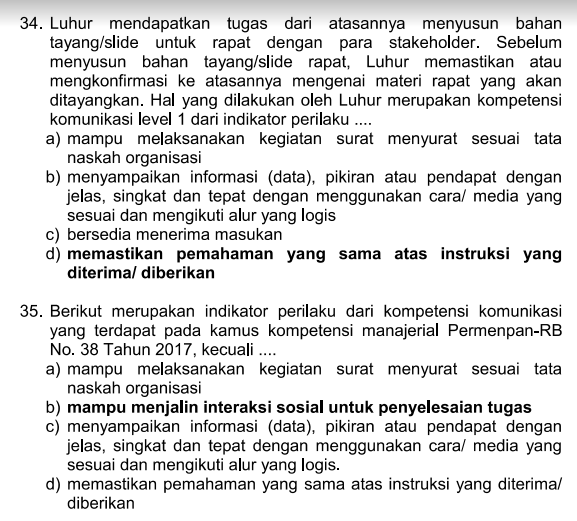 34. Luhur mendapatkan tugas dari atasannya menyusun bahan
tayang/slide untuk rapat dengan para stakeholder. Sebelum
menyusun bahan tayang/slide rapat, Luhur memastikan atau
mengkonfirmasi ke atasannya mengenai materi rapat yang akan
ditayangkan. Hal yang dilakukan oleh Luhur merupakan kompetensi
komunikasi level 1 dari indikator perilaku ....
a) mampu melaksanakan kegiatan surat menyurat sesuai tata
naskah organisasi
b) menyampaikan informasi (data), pikiran atau pendapat dengan
jelas, singkat dan tepat dengan menggunakan cara/ media yang
sesuai dan mengikuti alur yang logis
c) bersedia menerima masukan
d) memastikan pemahaman yang sama atas instruksi yang
diterima/ diberikan
35. Berikut merupakan indikator perilaku dari kompetensi komunikasi
yang terdapat pada kamus kompetensi manajerial Permenpan-RB
No. 38 Tahun 2017, kecuali ....
a) mampu melaksanakan kegiatan surat menyurat sesuai tata
naskah organisasi
b) mampu menjalin interaksi sosial untuk penyelesaian tugas
c) menyampaikan informasi (data), pikiran atau pendapat dengan
jelas, singkat dan tepat dengan menggunakan cara/ media yang
sesuai dan mengikuti alur yang logis.
d) memastikan pemahaman yang sama atas instruksi yang diterima/
diberikan